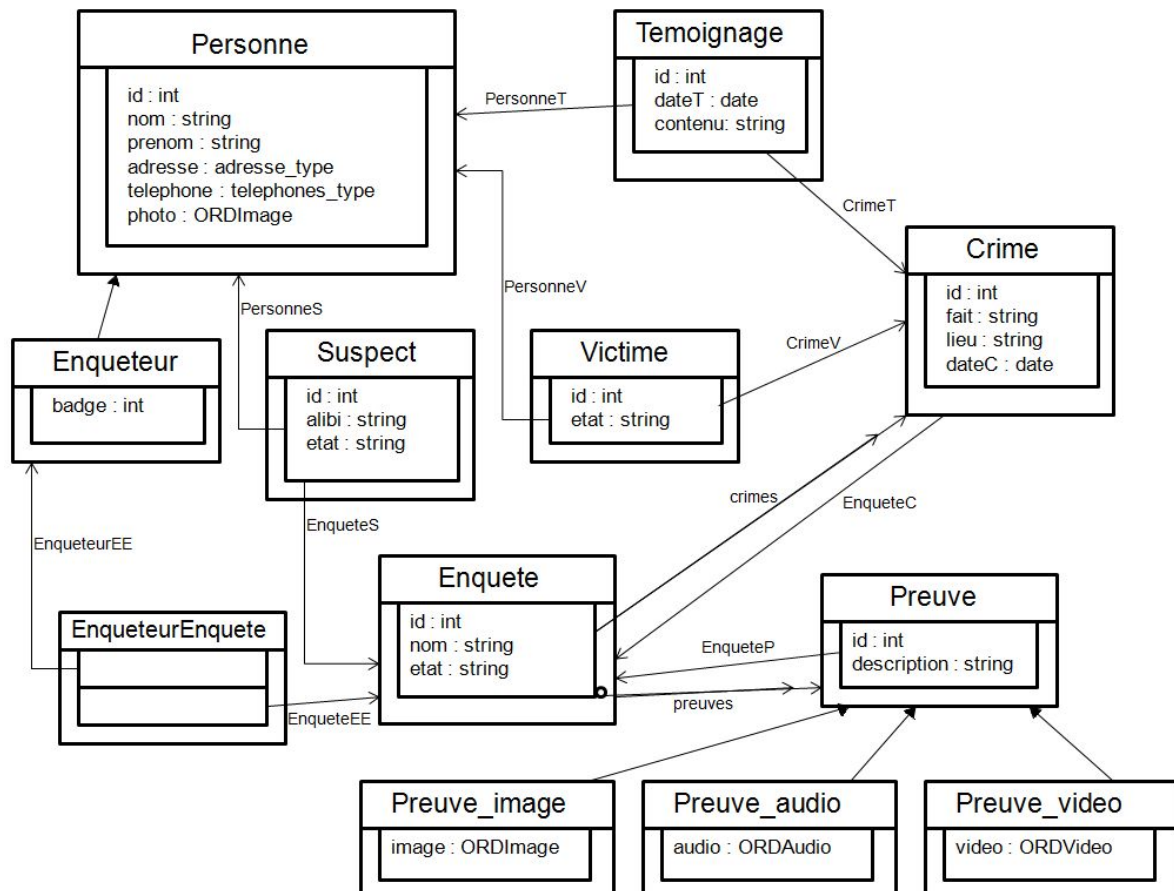 Personne
id : int
nom : string
prenom : string
adresse : adresse_type
telephone : telephones_type
photo : ORDImage
Temoignage
id : int
dateT : date
contenu: string
PersonneT
CrimeT
Crime
id : int
fait : string
lieu : string
dateC : date
PersonneS
PersonneV
CrimeV
Enqueteur
badge : int
Suspect
id : int
alibi : string
etat : string
Victime
id : int
etat : string
crimes
EnqueteC
EnqueteS
EnqueteurEE
Enquete
id : int
nom : string
etat : string
EnqueteurEnquete
EnqueteEE
EnqueteP
preuves
Preuve
id : int
description : string
Preuve_image
image : ORDImage
Preuve_audio
audio : ORDAudio
Preuve_video
video : ORDVideo